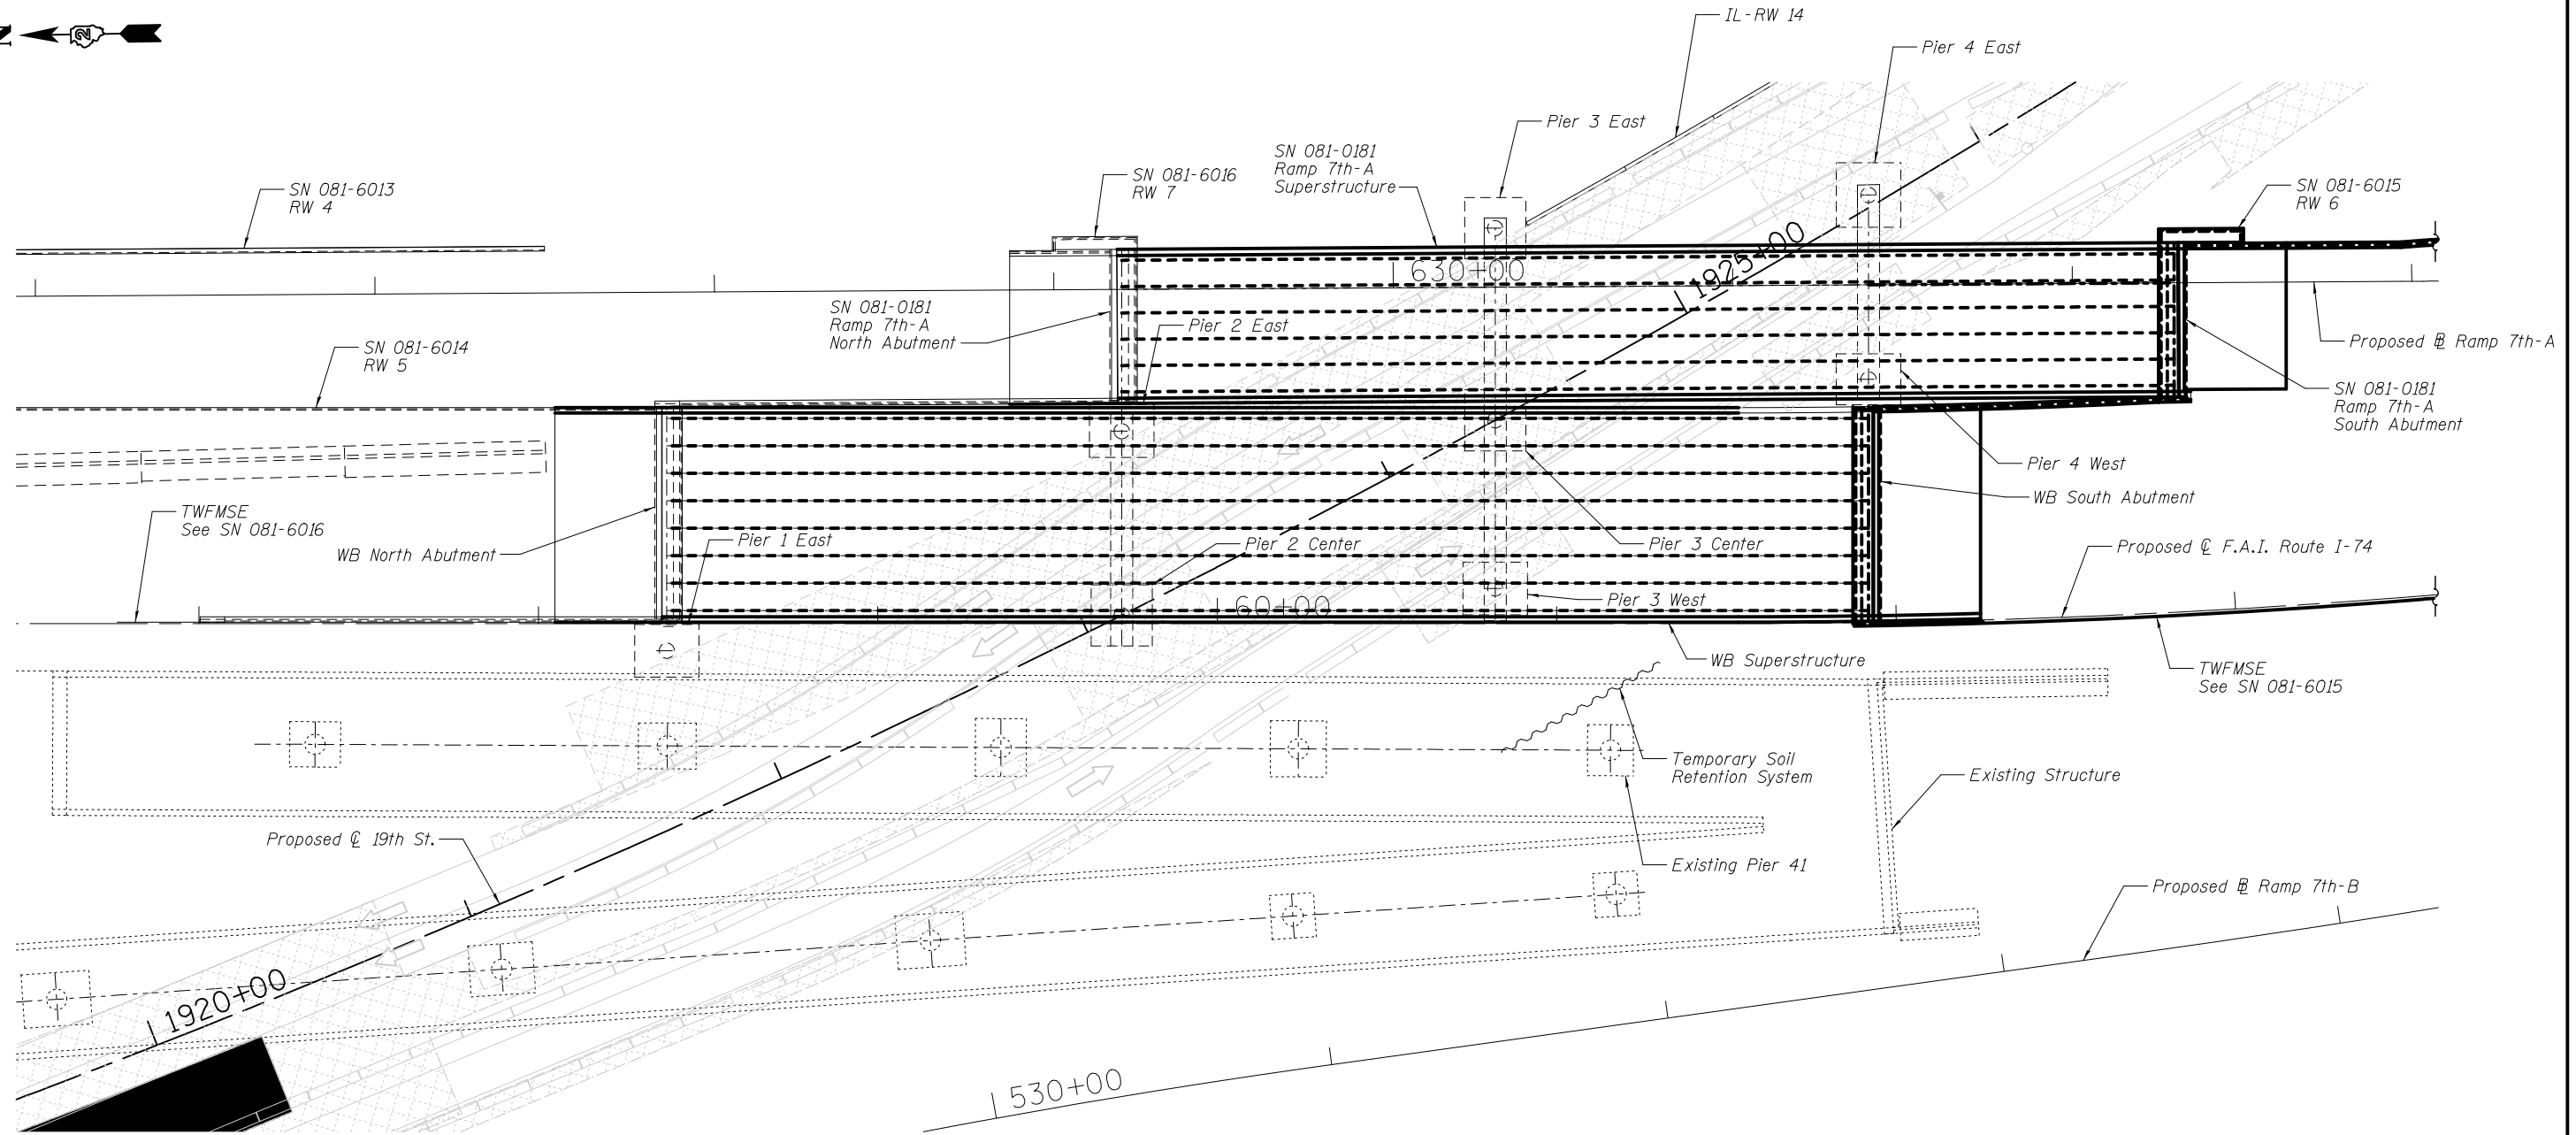 N
IL-RW 14
Pier 4 East
Pier 3 East
SN 081-0181
Ramp 7th-A
Superstructure
SN 081-6016
RW 7
SN 081-6013
RW 4
SN 081-6015
RW 6
630+00
1925+00
SN 081-0181
Ramp 7th-A
North Abutment
Pier 2 East
SN 081-6014
RW 5
Proposed ⅊ Ramp 7th-A
SN 081-0181
Ramp 7th-A
South Abutment
Pier 4 West
WB South Abutment
TWFMSE
See SN 081-6016
WB North Abutment
Pier 1 East
Pier 2 Center
Pier 3 Center
Proposed ℄ F.A.I. Route I-74
Pier 3 West
60+00
WB Superstructure
TWFMSE
See SN 081-6015
Temporary Soil
Retention System
Existing Structure
Proposed ℄ 19th St.
Existing Pier 41
Proposed ⅊ Ramp 7th-B
1920+00
530+00